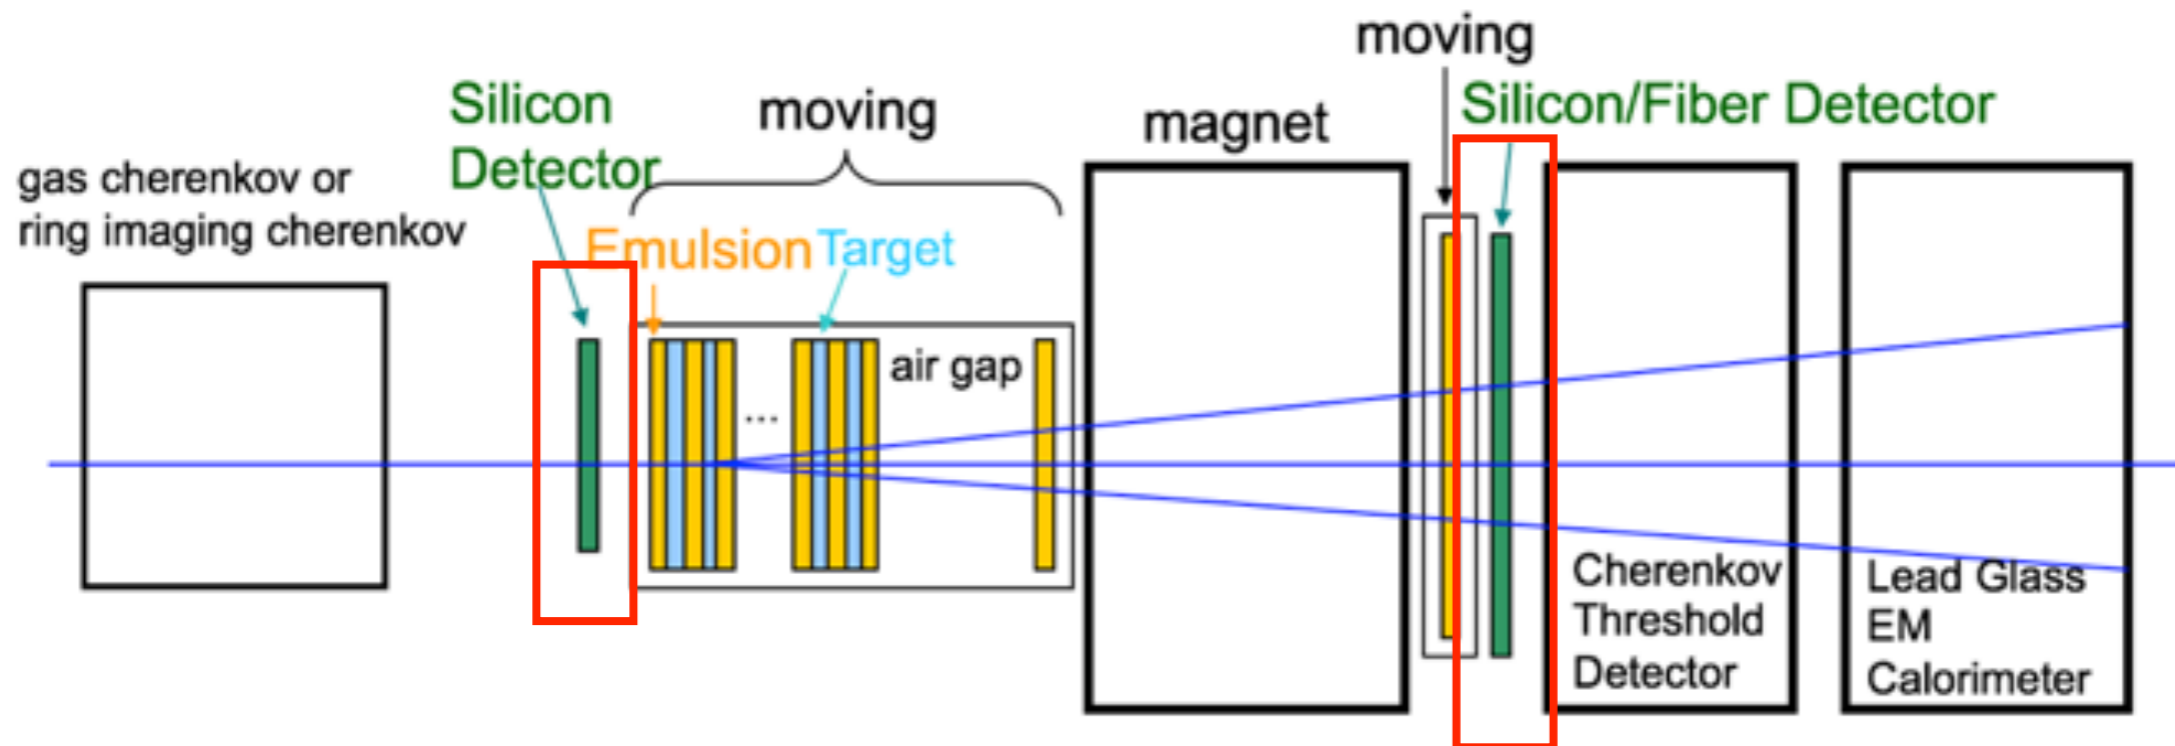 moving
Silicon
Detector
moving
magnet
Silicon/Fiber Detector
gas cherenkov or
ring imaging cherenkov
Emulsion
Target
air gap
...
Cherenkov
Threshold
Detector
Lead Glass
EM
Calorimeter